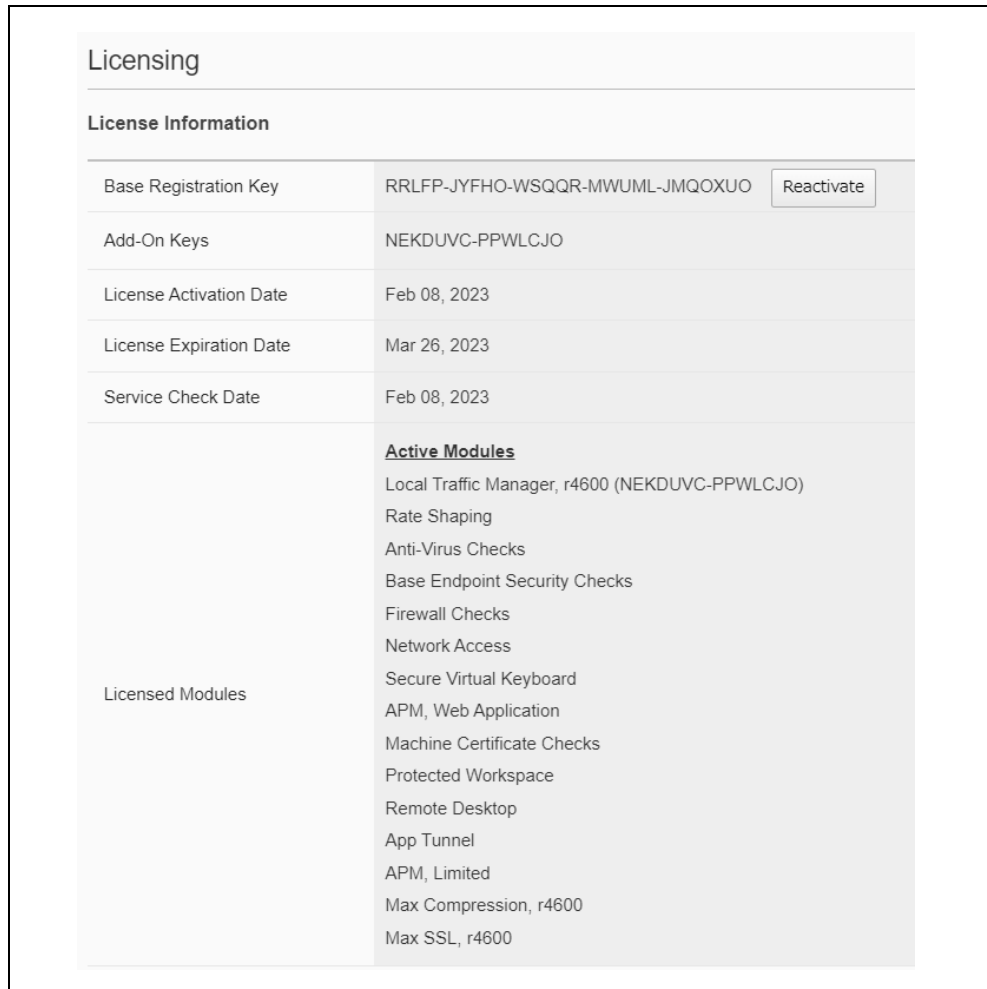 Licensing
License Information
Base Registration Key RRLFP-JYFHO-WSQQR-MWUML-JMQOXUO Reactivate
Add-On Keys NEKDUVC-PPWLCJO
License Activation Date Feb 08, 2023
License Expiration Date Mar 26, 2023
Service Check Date Feb 08, 2023
Licensed Modules
Active Modules
Local Traffic Manager, r4600 (NEKDUVC-PPWLCJO)
Rate Shaping
Anti-Virus Checks
Base Endpoint Security Checks
Firewall Checks
Network Access
Secure Virtual Keyboard
APM, Web Application
Machine Certificate Checks
Protected Workspace
Remote Desktop
App Tunnel
APM, Limited
Max Compression, r4600
Max SSL, r4600